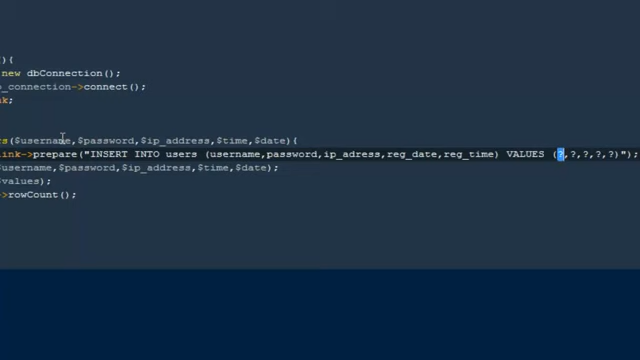 (){
new dbConnection();
_connection->connect();
nk;
rs($username,$password,$ip_address,$time,$date){
link->prepare("INSERT INTO users (username,password,ip_adress,reg_date,reg_time) VALUES (?,?,?,?,?)");
$username,$password,$ip_address,$time,$date);
$values);
->rowCount();